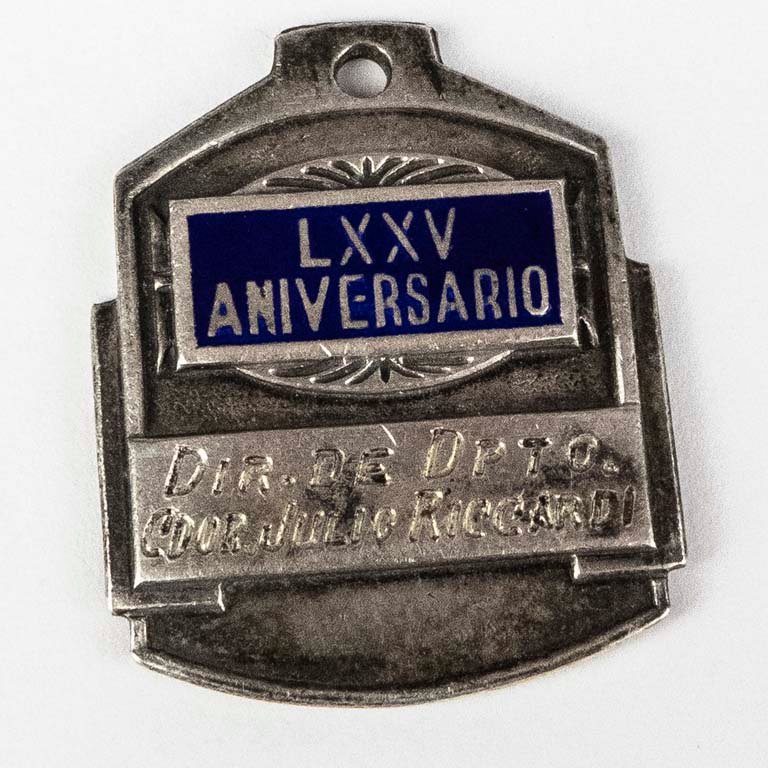 LXXV
ANIVERSARIO
DIR. DE DPTO.
CDOR. JULIO RICCARDI